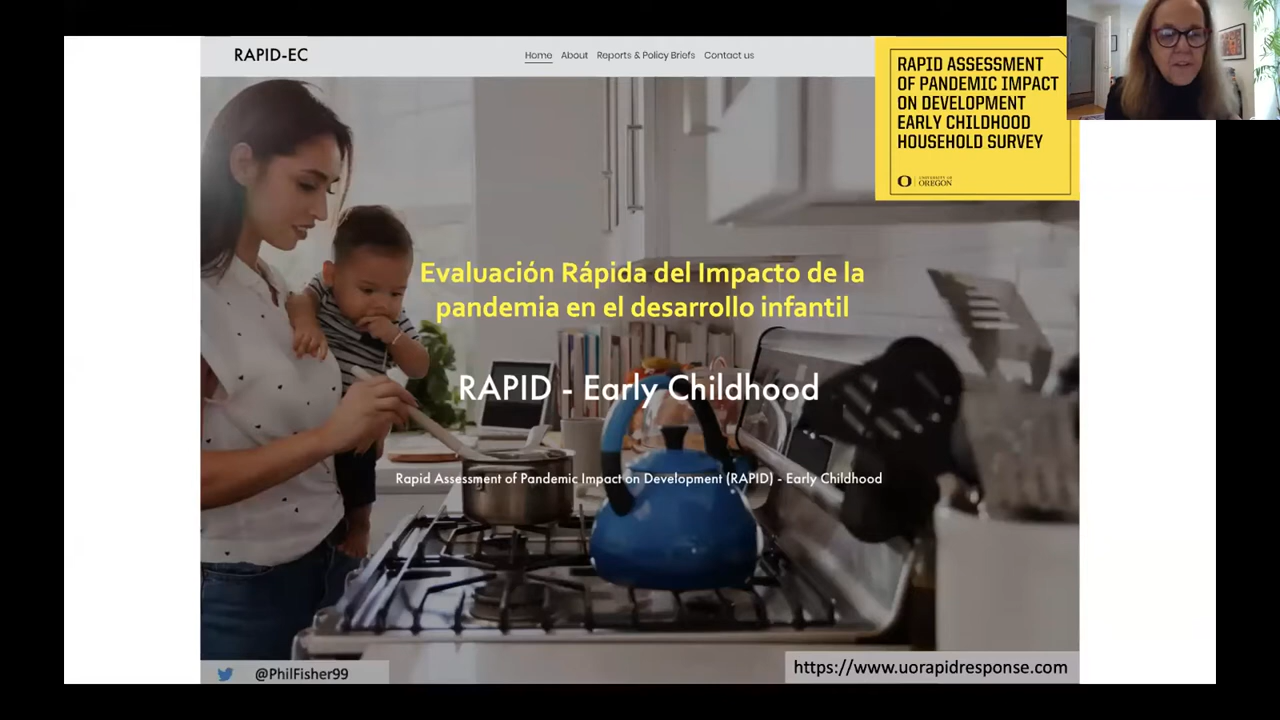 RAPID-EC
Home About Reports & Policy Briefs Contact us
RAPID ASSESSMENT
OF PANDEMIC IMPACT
ON DEVELOPMENT
EARLY CHILDHOOD
HOUSEHOLD SURVEY
O UNIVERSITY OF
OREGON
Evaluación Rápida del Impacto de la
pandemia en el desarrollo infantil
RAPID - Early Childhood
Rapid Assessment of Pandemic Impact on Development (RAPID) - Early Childhood
@PhilFisher99
https://www.uorapidresponse.com